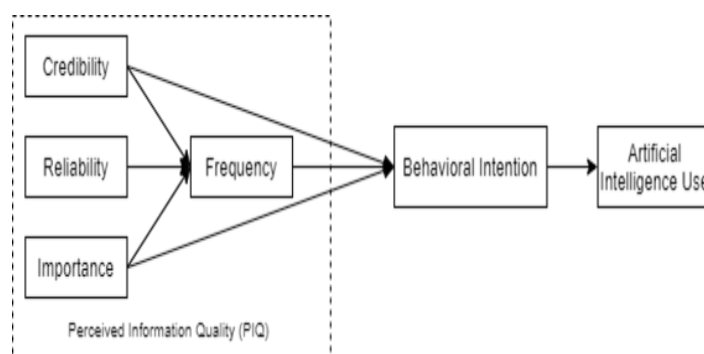 Credibility
Reliability
Frequency
Behavioral Intention
Artificial
Intelligence Use
Importance
Perceived Information Quality (PIQ)